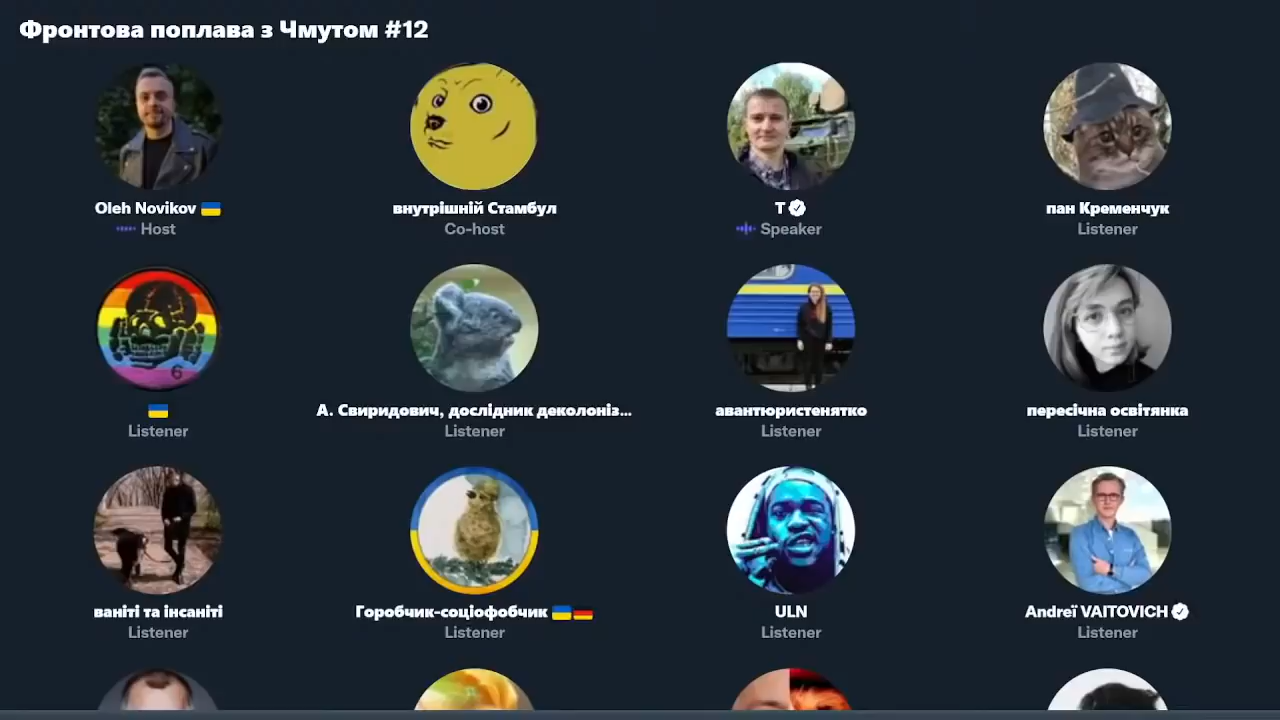 Фронтова поплава з Чмутом #12
Oleh Novikov
Host
внутрішній Стамбул
Co-host
T
Speaker
пан Кременчук
Listener
6
Listener
А. Свиридович, дослідник деколоніз...
Listener
авантюристенятко
Listener
пересічна освітянка
Listener
ваніті та інсаніті
Listener
Горобчик-соціофобчик
Listener
ULN
Listener
Andreï VAITOVICH
Listener